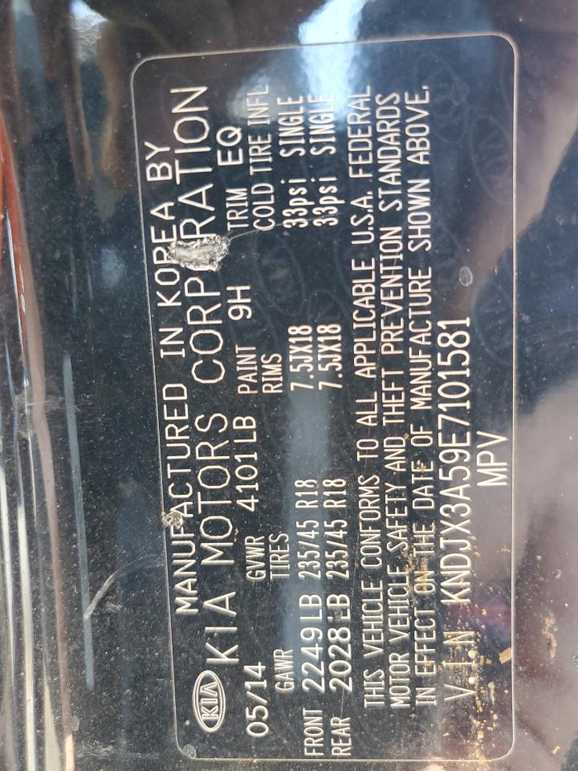 MANUFACTURED IN KOREA BY
KIA KIA MOTORS CORPORATION
05/14 GVWR 4101LB PAINT 9H TRIM EQ
GAWR TIRES RIMS COLD TIRE INFL
FRONT 2249LB 235/45 R18 7.5JX18 33psi SINGLE
REAR 2028LB 235/45 R18 7.5JX18 33psi SINGLE
THIS VEHICLE CONFORMS TO ALL APPLICABLE U.S.A. FEDERAL
MOTOR VEHICLE SAFETY AND THEFT PREVENTION STANDARDS
IN EFFECT ON THE DATE OF MANUFACTURE SHOWN ABOVE.
V.I.N KNDJX3A59E7101581
MPV